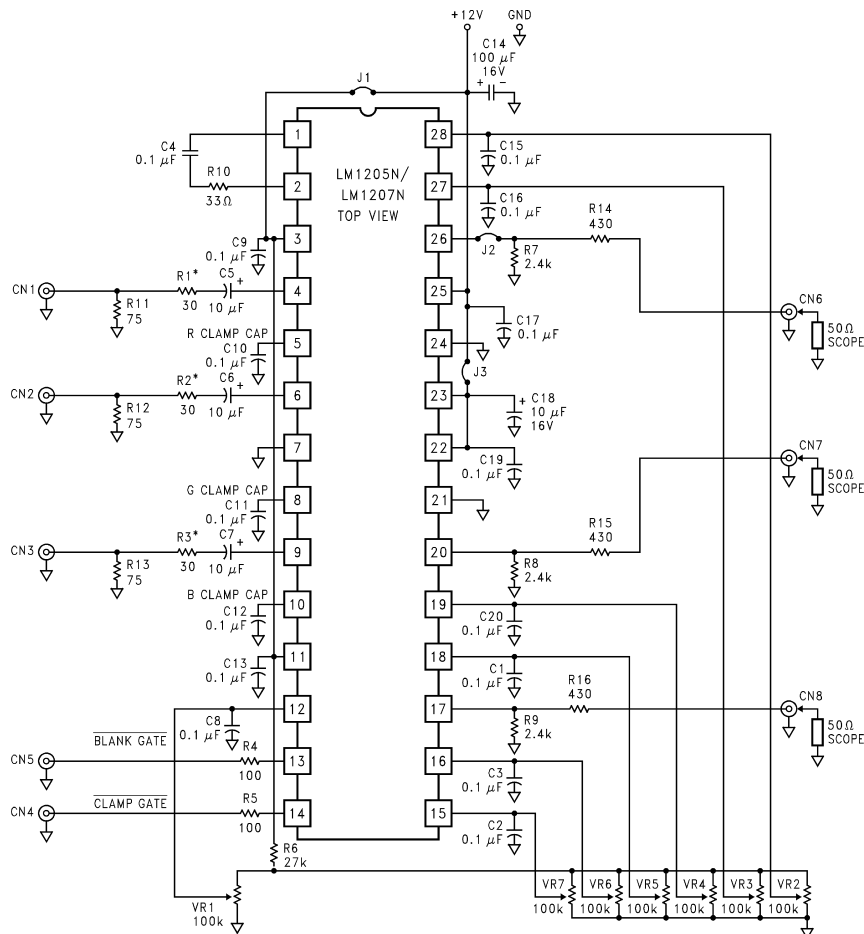 +12V GND
C14
100 μF
16V
+ −
J1
C4
0.1 μF
1
28
C15
0.1 μF
R10
33Ω
2
LM1205N/
LM1207N
TOP VIEW
27
C16
0.1 μF
C9
0.1 μF
3
26
J2
R7
2.4k
R14
430
CN1
R11
75
R1*
30
C5
+
10 μF
4
25
C17
0.1 μF
CN6
50Ω
SCOPE
R CLAMP CAP
C10
0.1 μF
5
24
J3
CN2
R12
75
R2*
30
C6
+
10 μF
6
23
+
C18
10 μF
16V
7
22
C19
0.1 μF
CN7
50Ω
SCOPE
G CLAMP CAP
C11
0.1 μF
8
21
CN3
R13
75
R3*
30
C7
+
10 μF
9
20
R8
2.4k
R15
430
B CLAMP CAP
C12
0.1 μF
10
19
C20
0.1 μF
C13
0.1 μF
11
18
C1
0.1 μF
C8
0.1 μF
12
17
R9
2.4k
R16
430
CN8
50Ω
SCOPE
CN5
BLANK GATE
R4
100
13
16
C3
0.1 μF
CN4
CLAMP GATE
R5
100
14
15
C2
0.1 μF
R6
27k
VR1
100k
VR7
100k
VR6
100k
VR5
100k
VR4
100k
VR3
100k
VR2
100k